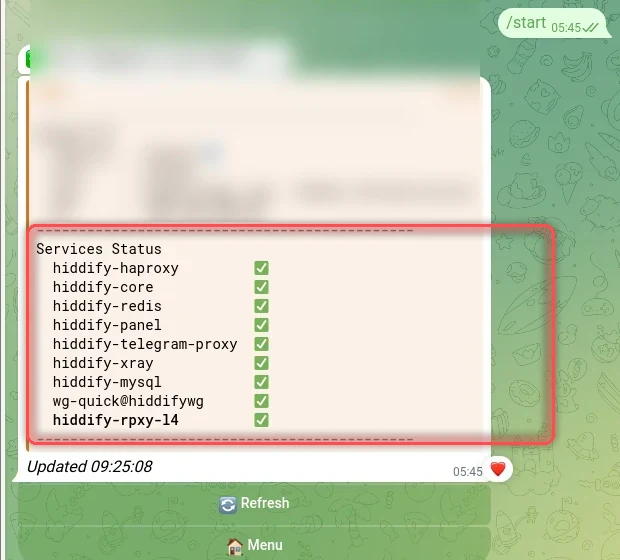 /start 05:45
Services Status
hiddify-haproxy ✅
hiddify-core ✅
hiddify-redis ✅
hiddify-panel ✅
hiddify-telegram-proxy ✅
hiddify-xray ✅
hiddify-mysql ✅
wg-quick@hiddifywg ✅
hiddify-rpxy-l4 ✅
Updated 09:25:08
05:45
Refresh
Menu